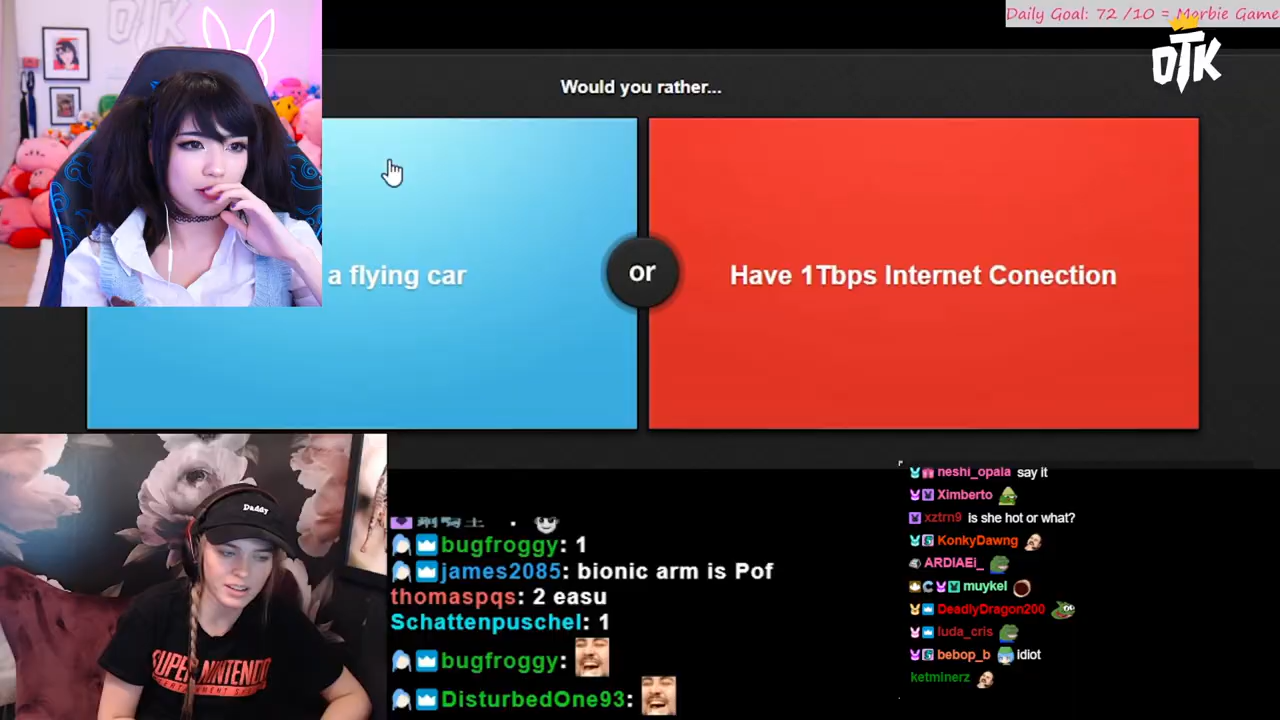 Daily Goal: 72 /10 = Morbie Game
OTK
Would you rather...
a flying car
or
Have 1Tbps Internet Conection
Daddy
SUPER NINTENDO
neshi_opala say it
Ximberto
xztrn9 is she hot or what?
KonkyDawng
ARDIAEi_
muykel
DeadlyDragon200
luda_cris
bebop_b idiot
ketminerz
bugfroggy: 1
james2085: bionic arm is Pof
thomaspqs: 2 easu
Schattenpuschel: 1
bugfroggy:
DisturbedOne93: